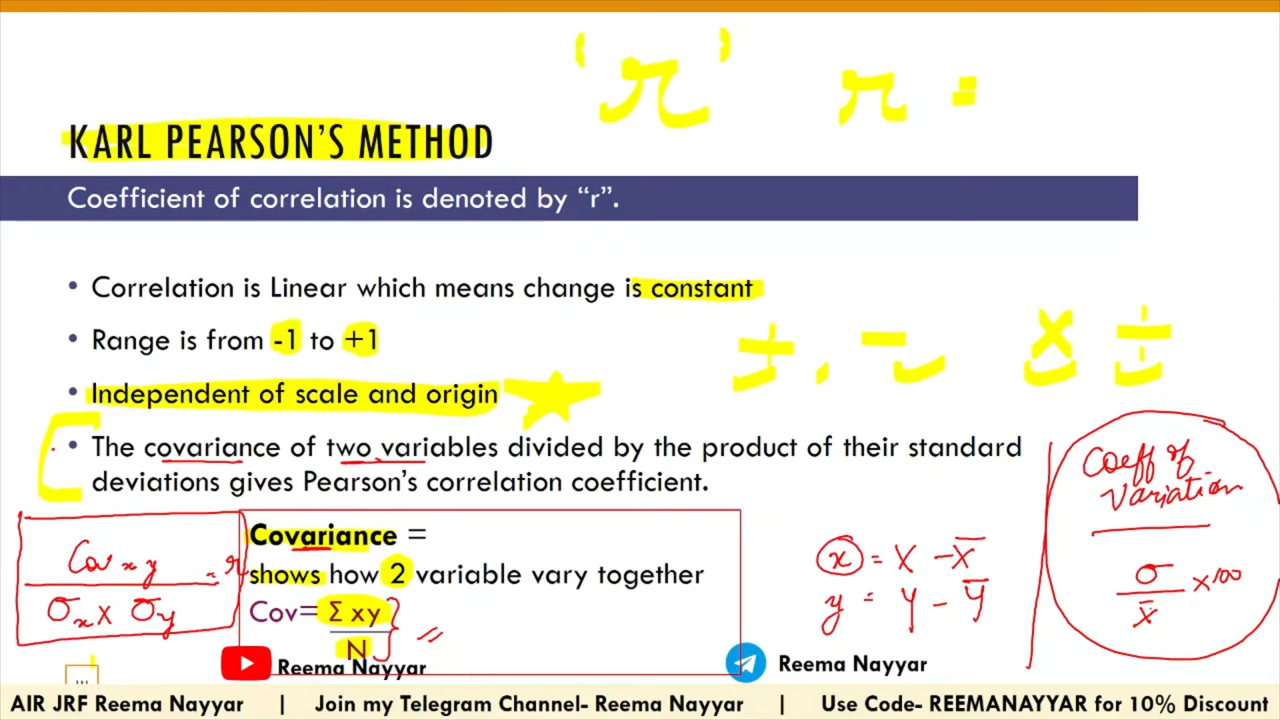 'r' r =
KARL PEARSON'S METHOD
Coefficient of correlation is denoted by "r".
• Correlation is Linear which means change is constant
• Range is from -1 to +1
+, - × ÷
• Independent of scale and origin
• The covariance of two variables divided by the product of their standard
deviations gives Pearson's correlation coefficient.
Coeff of
Variation
σ
x̄ ×100
Covariance =
shows how 2 variable vary together
Cov= Σ xy
N
=
Cov x y = r
σx × σy
x = X - X̄
y = Y - Ȳ
Reema Nayyar
Reema Nayyar
AIR JRF Reema Nayyar | Join my Telegram Channel- Reema Nayyar | Use Code- REEMANAYYAR for 10% Discount